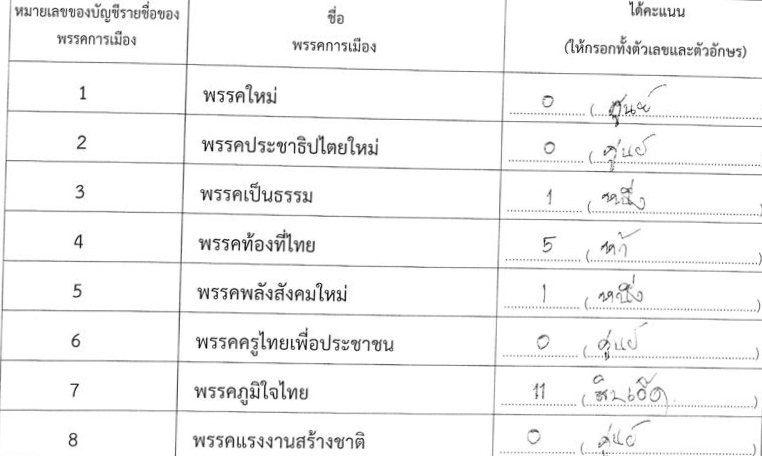 หมายเลขของบัญชีรายชื่อของ
พรรคการเมือง
ชื่อ
พรรคการเมือง
ได้คะแนน
(ให้กรอกทั้งตัวเลขและตัวอักษร)
1 พรรคใหม่ 0 (ศูนย์
2 พรรคประชาธิปไตยใหม่ 0 (ศูนย์)
3 พรรคเป็นธรรม 1 (หนึ่ง)
4 พรรคท้องที่ไทย 5 (ห้า)
5 พรรคพลังสังคมใหม่ 1 (หนึ่ง)
6 พรรคครูไทยเพื่อประชาชน 0 (ศูนย์)
7 พรรคภูมิใจไทย 11 (สิบเอ็ด)
8 พรรคแรงงานสร้างชาติ 0 (ศูนย์)